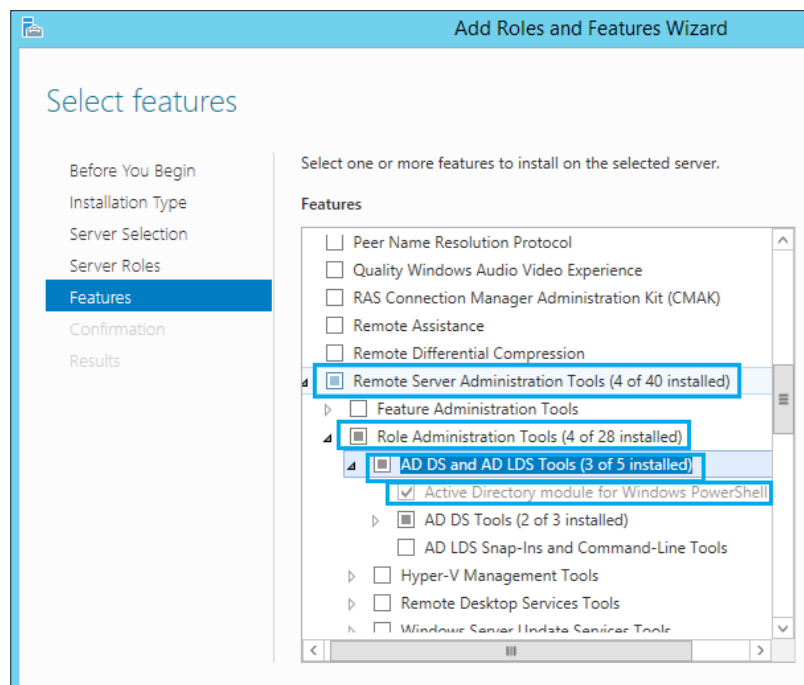 Add Roles and Features Wizard
Select features
Before You Begin
Installation Type
Server Selection
Server Roles
Features
Confirmation
Results
Select one or more features to install on the selected server.
Features
Peer Name Resolution Protocol
Quality Windows Audio Video Experience
RAS Connection Manager Administration Kit (CMAK)
Remote Assistance
Remote Differential Compression
Remote Server Administration Tools (4 of 40 installed)
Feature Administration Tools
Role Administration Tools (4 of 28 installed)
AD DS and AD LDS Tools (3 of 5 installed)
Active Directory module for Windows PowerShell
AD DS Tools (2 of 3 installed)
AD LDS Snap-Ins and Command-Line Tools
Hyper-V Management Tools
Remote Desktop Services Tools
Windows Server Update Services Tools